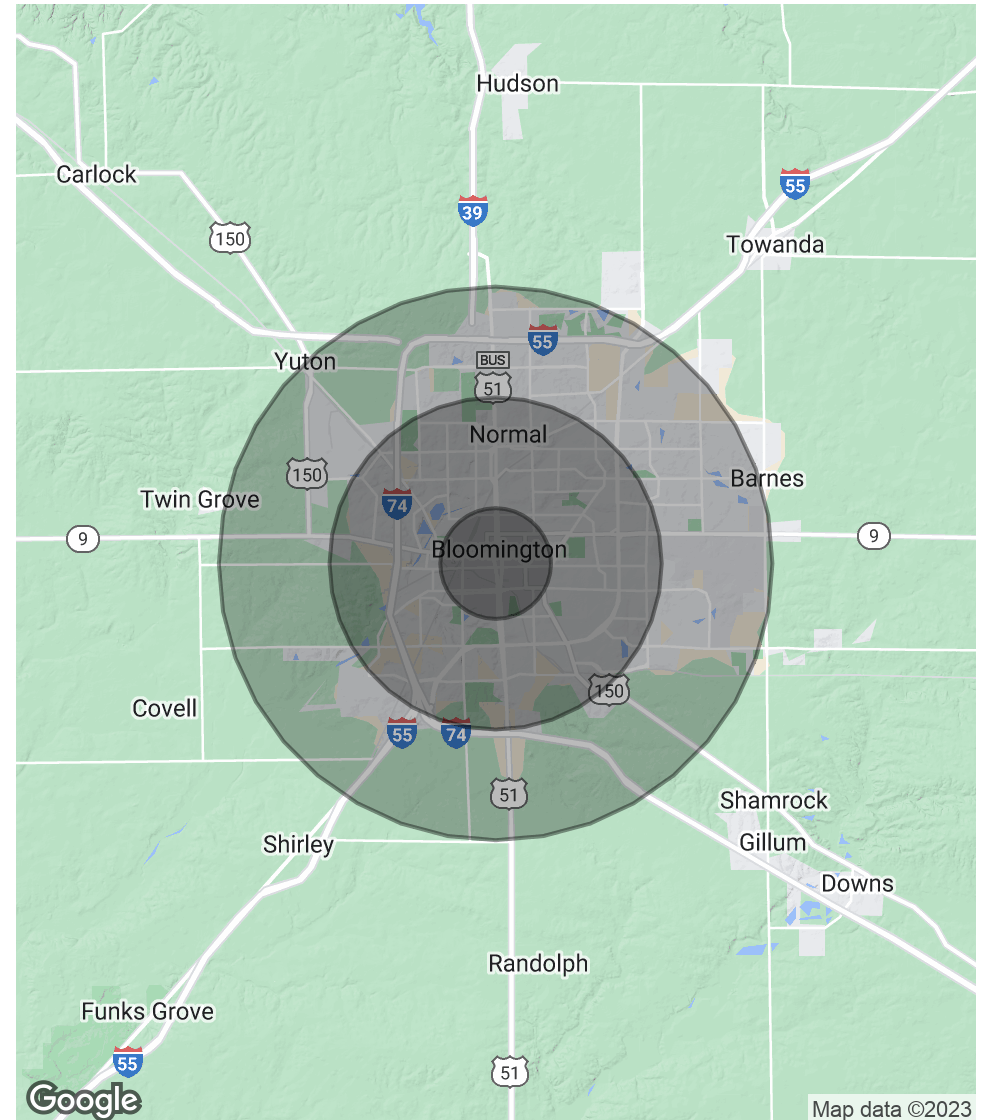 Hudson
Carlock
55
39
150
Towanda
55
Yuton
BUS
51
Normal
150
Barnes
Twin Grove
74
9
9
Bloomington
150
Covell
55
74
51
Shamrock
Shirley
Gillum
Downs
Randolph
Funks Grove
55
51
Google
Map data ©2023